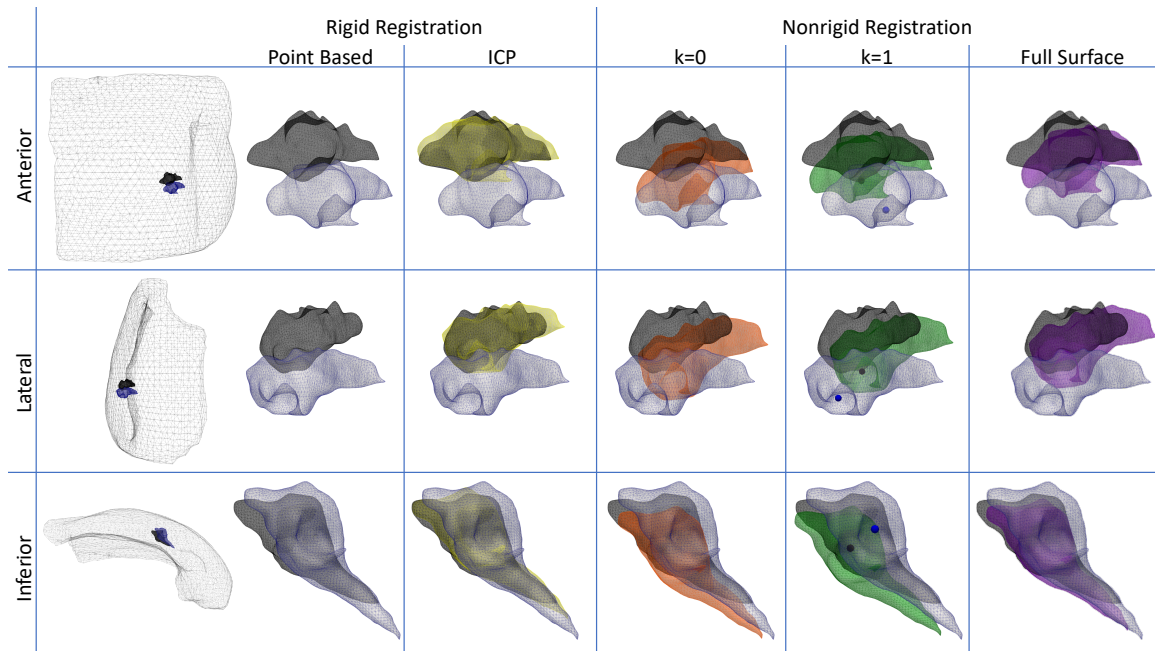 Rigid Registration
Nonrigid Registration
Point Based
ICP
k=0
k=1
Full Surface
Anterior
Lateral
Inferior